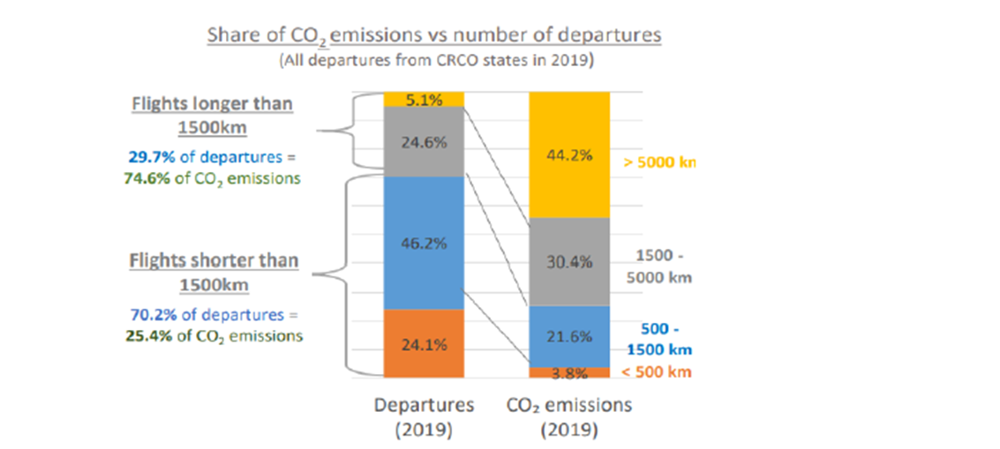 Share of CO₂ emissions vs number of departures
(All departures from CRCO states in 2019)
Flights longer than
1500km
29.7% of departures =
74.6% of CO₂ emissions
Flights shorter than
1500km
70.2% of departures =
25.4% of CO₂ emissions
5.1%
24.6%
46.2%
24.1%
44.2%
30.4%
21.6%
3.8%
> 5000 kn
1500 -
5000 km
500 -
1500 km
< 500 km
Departures
(2019)
CO₂ emissions
(2019)